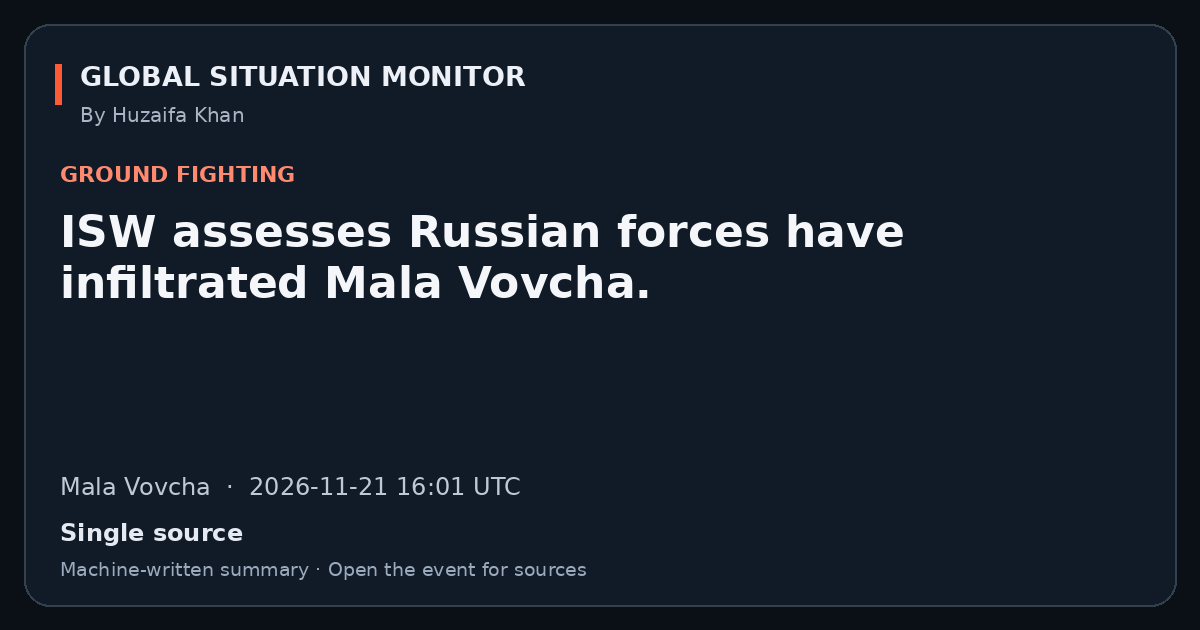 GLOBAL SITUATION MONITOR
By Huzaifa Khan
GROUND FIGHTING
ISW assesses Russian forces have
infiltrated Mala Vovcha.
Mala Vovcha · 2026-11-21 16:01 UTC
Single source
Machine-written summary · Open the event for sources